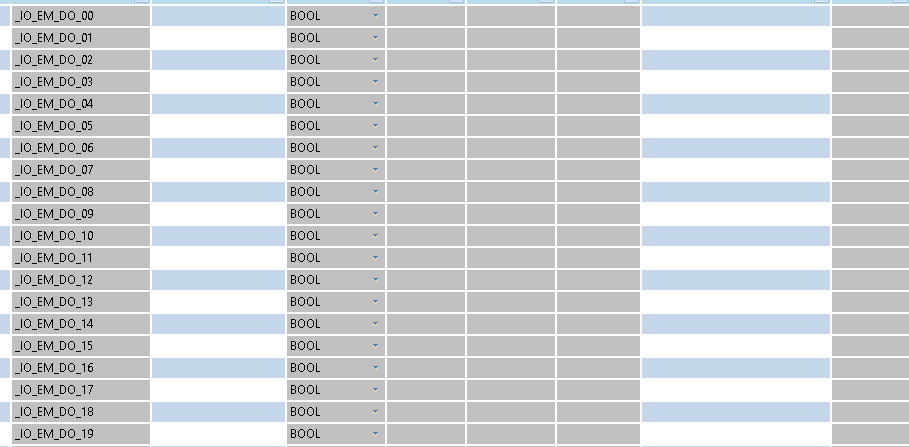 _IO_EM_DO_00 BOOL
_IO_EM_DO_01 BOOL
_IO_EM_DO_02 BOOL
_IO_EM_DO_03 BOOL
_IO_EM_DO_04 BOOL
_IO_EM_DO_05 BOOL
_IO_EM_DO_06 BOOL
_IO_EM_DO_07 BOOL
_IO_EM_DO_08 BOOL
_IO_EM_DO_09 BOOL
_IO_EM_DO_10 BOOL
_IO_EM_DO_11 BOOL
_IO_EM_DO_12 BOOL
_IO_EM_DO_13 BOOL
_IO_EM_DO_14 BOOL
_IO_EM_DO_15 BOOL
_IO_EM_DO_16 BOOL
_IO_EM_DO_17 BOOL
_IO_EM_DO_18 BOOL
_IO_EM_DO_19 BOOL